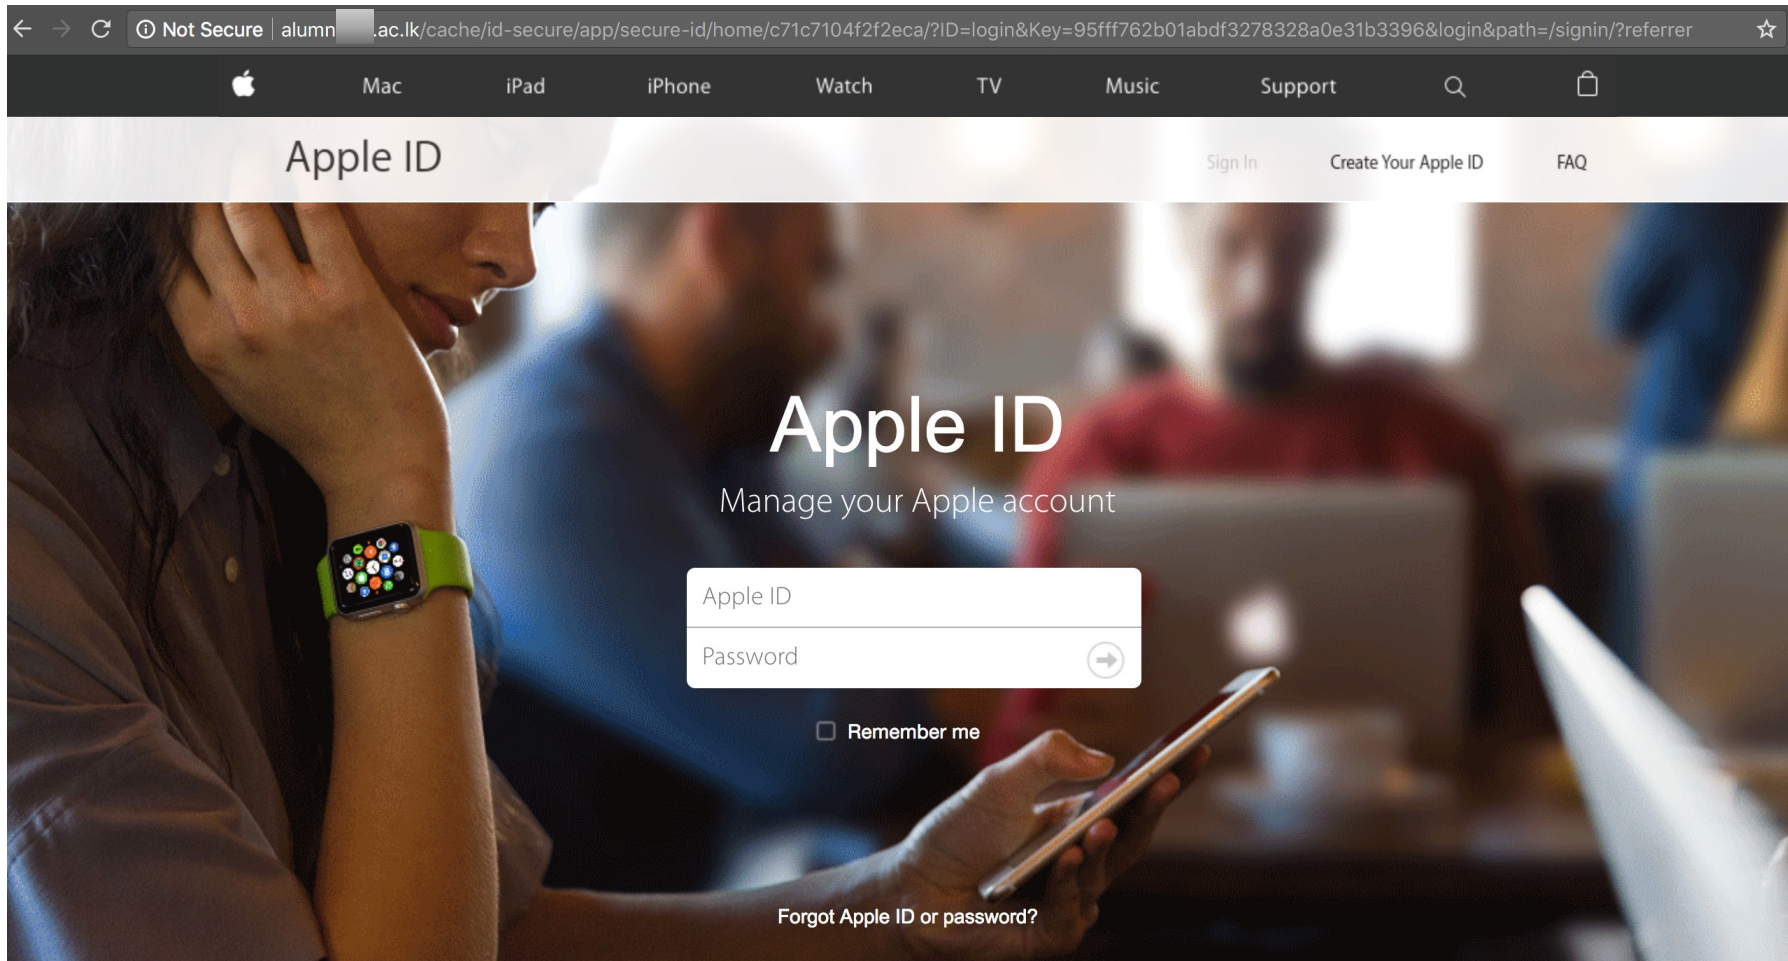 Not Secure alumn .ac.lk/cache/id-secure/app/secure-id/home/c71c7104f2f2eca/?ID=login&Key=95fff762b01abdf3278328a0e31b3396&login&path=/signin/?referrer
Mac iPad iPhone Watch TV Music Support
Apple ID Sign In Create Your Apple ID FAQ
Apple ID
Manage your Apple account
Apple ID
Password
Remember me
Forgot Apple ID or password?